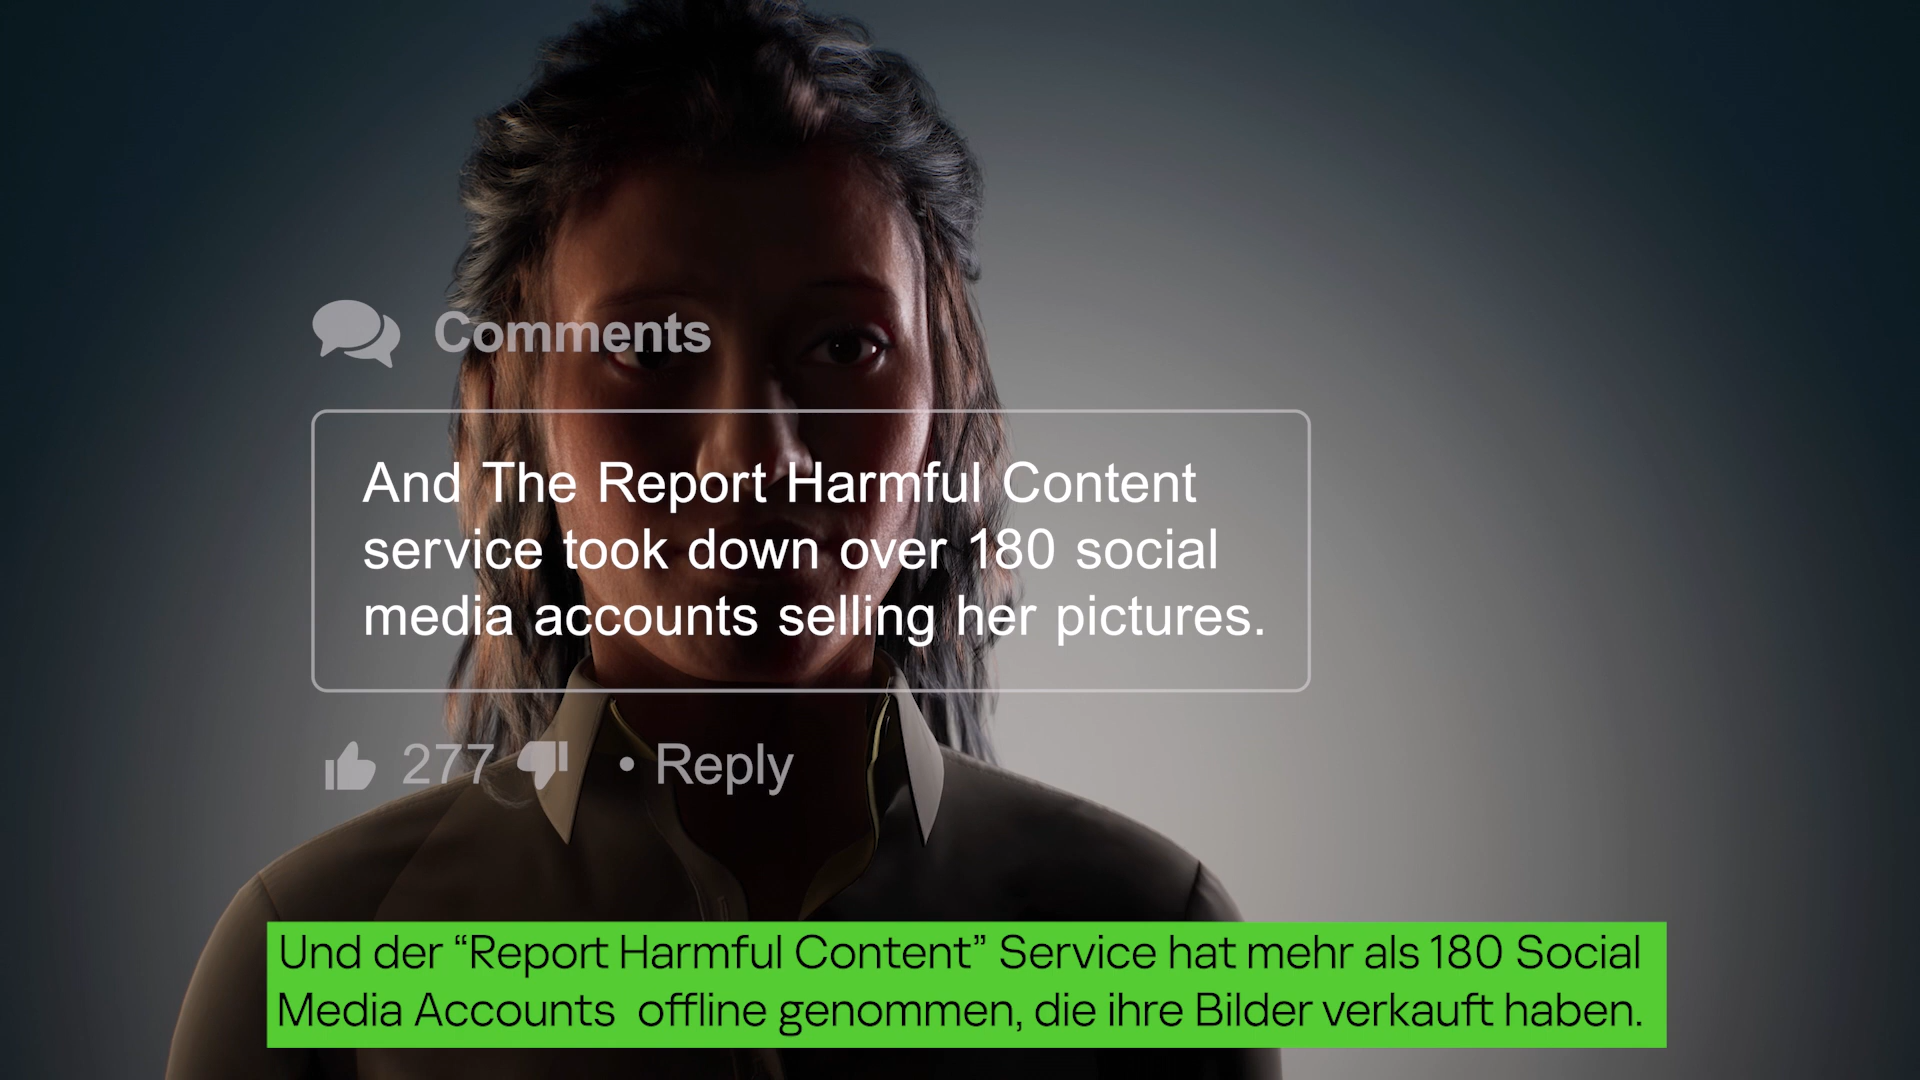 Comments
And The Report Harmful Content
service took down over 180 social
media accounts selling her pictures.
277 • Reply
Und der “Report Harmful Content” Service hat mehr als 180 Social
Media Accounts offline genommen, die ihre Bilder verkauft haben.